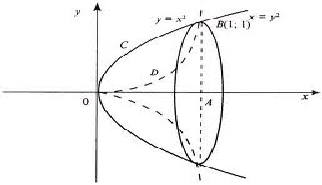 y
y = x²
B(1; 1)
x = y²
C
D
0
A
x